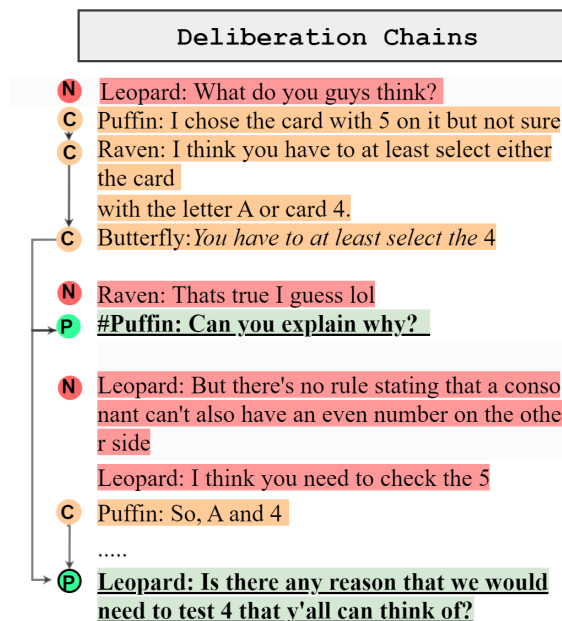 Deliberation Chains
N Leopard: What do you guys think?
C Puffin: I chose the card with 5 on it but not sure
C Raven: I think you have to at least select either
the card
with the letter A or card 4.
C Butterfly:You have to at least select the 4
N Raven: Thats true I guess lol
P #Puffin: Can you explain why?
N Leopard: But there's no rule stating that a conso
nant can't also have an even number on the othe
r side
Leopard: I think you need to check the 5
C Puffin: So, A and 4
.....
P Leopard: Is there any reason that we would
need to test 4 that y'all can think of?